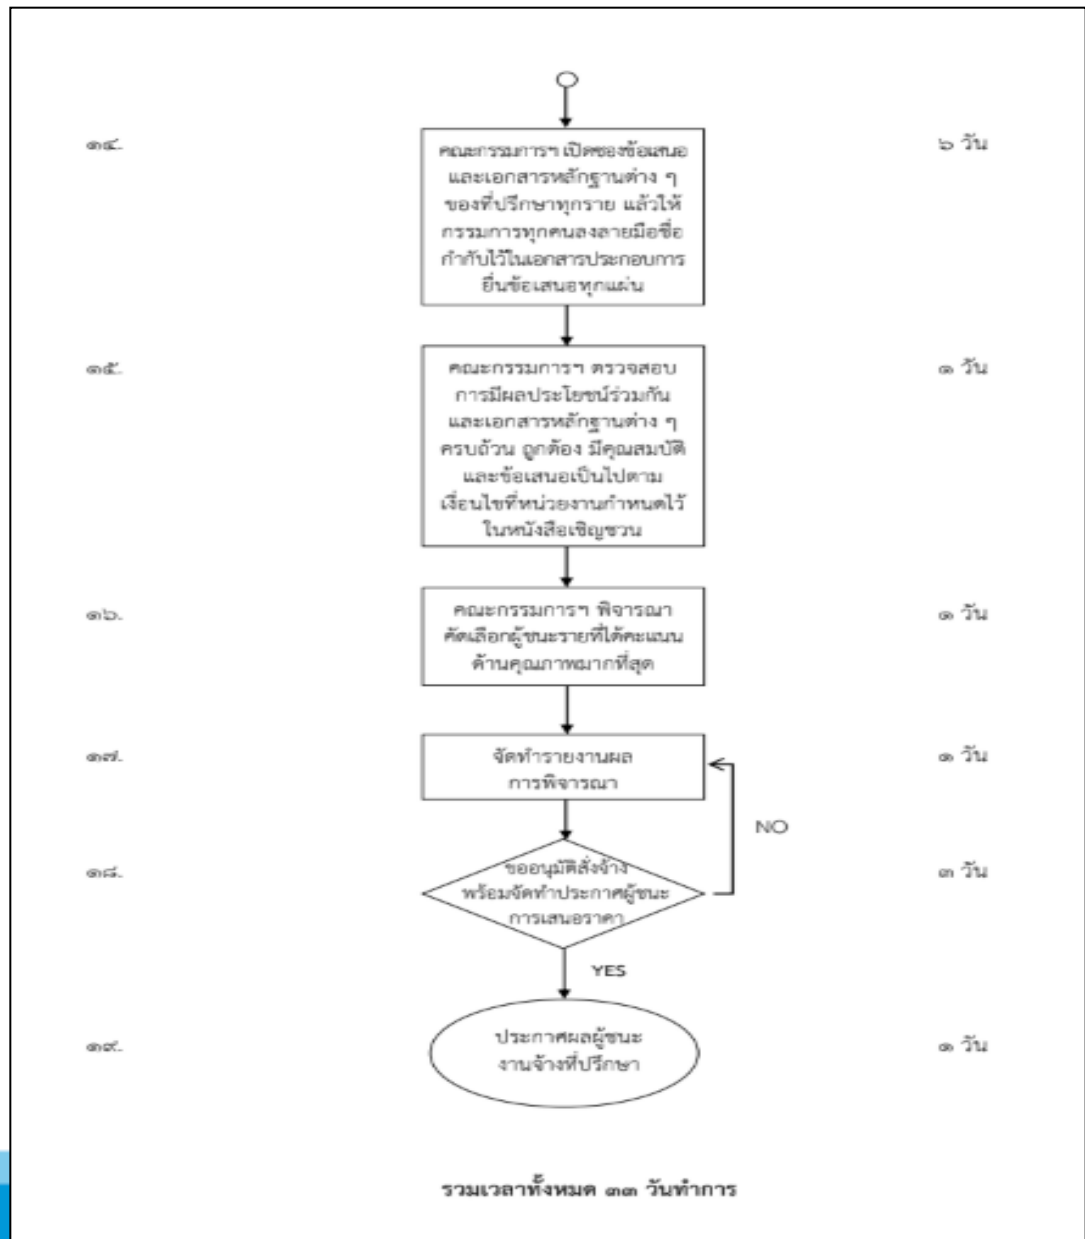 ๑๔.
คณะกรรมการฯ เปิดซองข้อเสนอ
และเอกสารหลักฐานต่าง ๆ
ของที่ปรึกษาทุกราย แล้วให้
กรรมการทุกคนลงลายมือชื่อ
กำกับไว้ในเอกสารประกอบการ
ยื่นข้อเสนอทุกแผ่น
๖ วัน
๑๕.
คณะกรรมการฯ ตรวจสอบ
การมีผลประโยชน์ร่วมกัน
และเอกสารหลักฐานต่าง ๆ
ครบถ้วน ถูกต้อง มีคุณสมบัติ
และข้อเสนอเป็นไปตาม
เงื่อนไขที่หน่วยงานกำหนดไว้
ในหนังสือเชิญชวน
๑ วัน
๑๖.
คณะกรรมการฯ พิจารณา
คัดเลือกผู้ชนะรายที่ได้คะแนน
ด้านคุณภาพมากที่สุด
๑ วัน
๑๗.
จัดทำรายงานผล
การพิจารณา
๑ วัน
NO
๑๘.
ขออนุมัติสั่งจ้าง
พร้อมจัดทำประกาศผู้ชนะ
การเสนอราคา
๓ วัน
YES
๑๙.
ประกาศผลผู้ชนะ
งานจ้างที่ปรึกษา
๑ วัน
รวมเวลาทั้งหมด ๓๓ วันทำการ